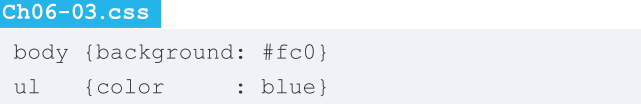 Ch06-03.css
body {background: #fc0}
ul   {color     : blue}